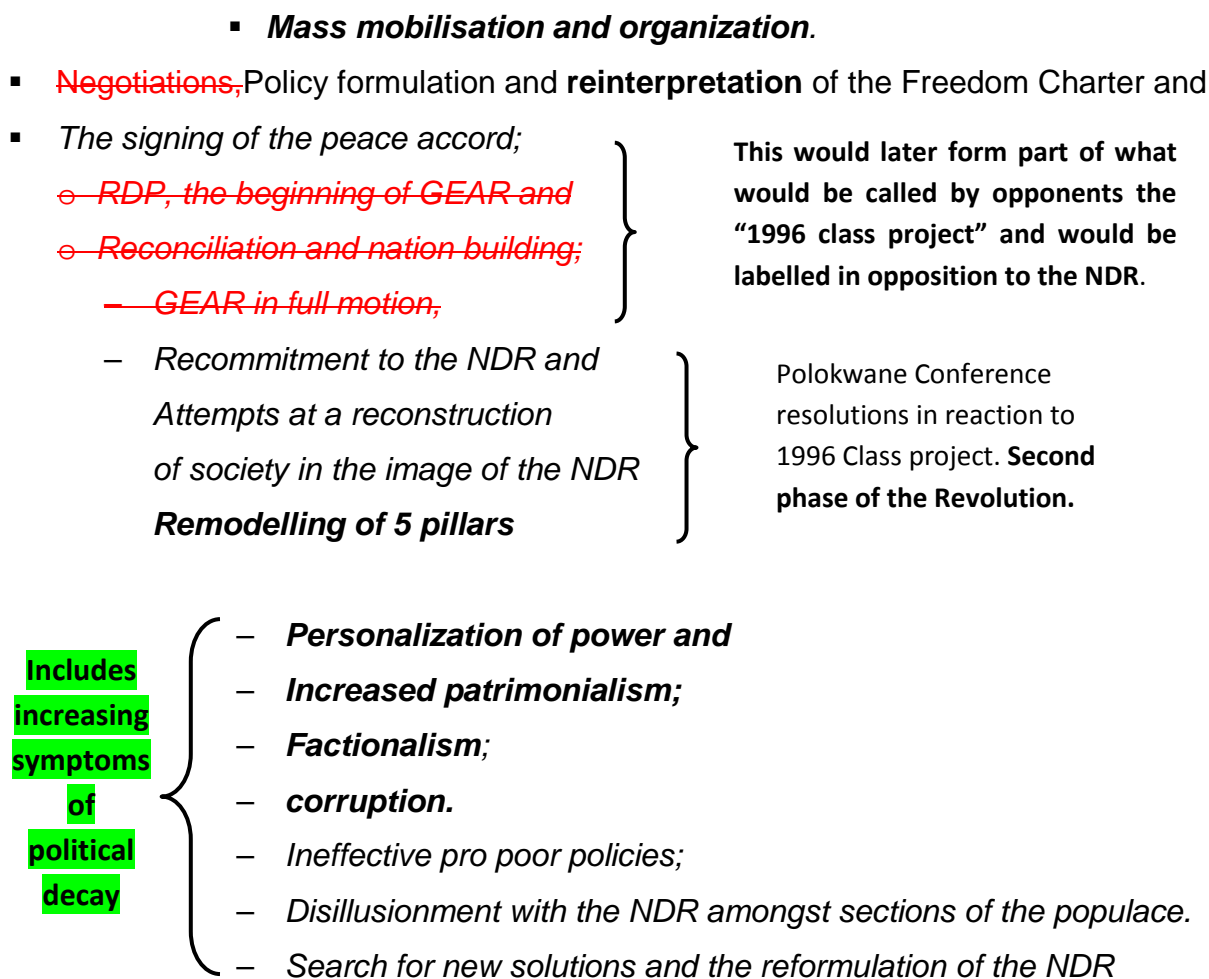 ▪ Mass mobilisation and organization.
▪ Negotiations,Policy formulation and reinterpretation of the Freedom Charter and
▪ The signing of the peace accord;
o RDP, the beginning of GEAR and
o Reconciliation and nation building;
– GEAR in full motion,
This would later form part of what
would be called by opponents the
“1996 class project” and would be
labelled in opposition to the NDR.
– Recommitment to the NDR and
Attempts at a reconstruction
of society in the image of the NDR
Remodelling of 5 pillars
Polokwane Conference
resolutions in reaction to
1996 Class project. Second
phase of the Revolution.
Includes
increasing
symptoms
of
political
decay
– Personalization of power and
– Increased patrimonialism;
– Factionalism;
– corruption.
– Ineffective pro poor policies;
– Disillusionment with the NDR amongst sections of the populace.
– Search for new solutions and the reformulation of the NDR